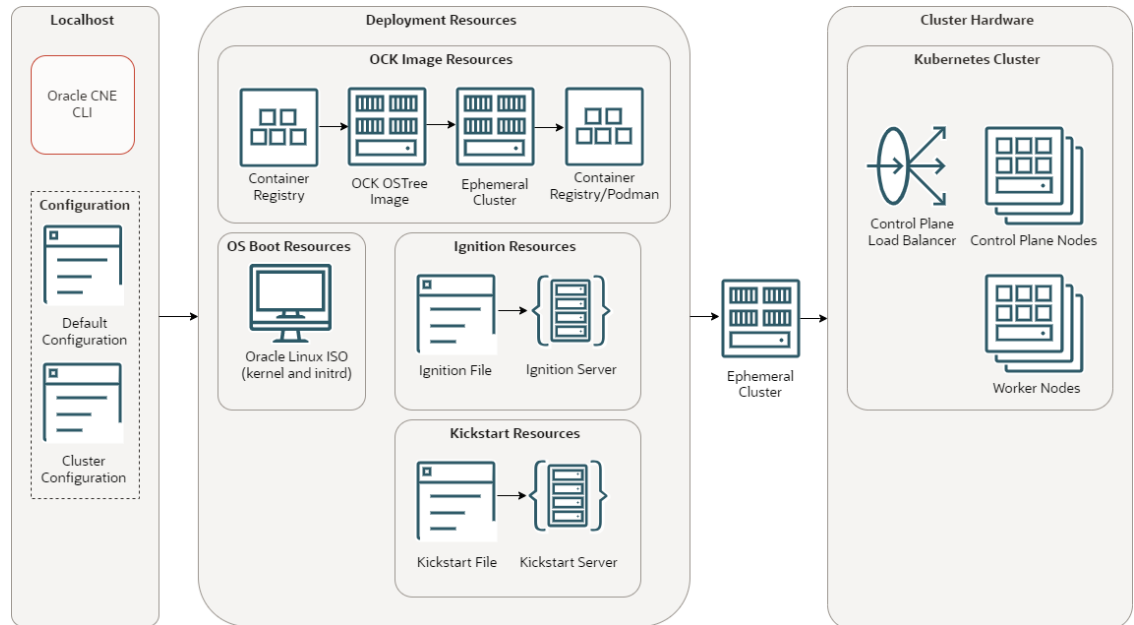 Localhost
Oracle CNE
CLI
Configuration
Default
Configuration
Cluster
Configuration
Deployment Resources
OCK Image Resources
Container
Registry
OCK OSTree
Image
Ephemeral
Cluster
Container
Registry/Podman
OS Boot Resources
Oracle Linux ISO
(kernel and initrd)
Ignition Resources
Ignition File
Ignition Server
Kickstart Resources
Kickstart File
Kickstart Server
Ephemeral
Cluster
Cluster Hardware
Kubernetes Cluster
Control Plane
Load Balancer
Control Plane Nodes
Worker Nodes